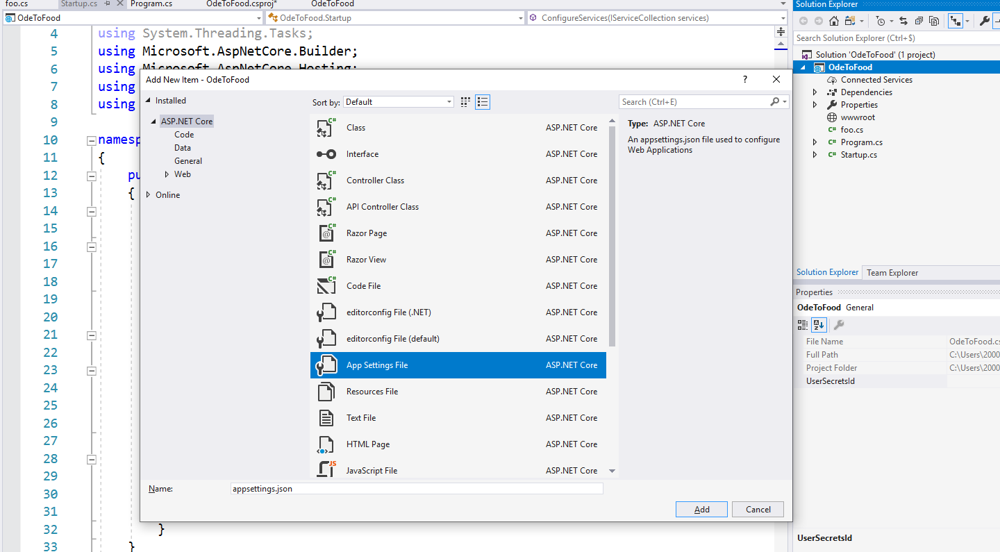 foo.cs Startup.cs Program.cs OdeToFood.csproj* OdeToFood
OdeToFood OdeToFood.Startup ConfigureServices(IServiceCollection services)
4 using System.Threading.Tasks;
5 using Microsoft.AspNetCore.Builder;
6 using Microsoft.AspNetCore.Hosting;
7 using
8 using
9
10 namesp
11 {
12 pu
13 {
14
15
16
17
18
19
20
21
22
23
24
25
26
27
28
29
30
31
32 }
33 }
Add New Item - OdeToFood ?
Installed
ASP.NET Core
Code
Data
General
Web
Online
Sort by: Default
Class ASP.NET Core
Interface ASP.NET Core
Controller Class ASP.NET Core
API Controller Class ASP.NET Core
Razor Page ASP.NET Core
Razor View ASP.NET Core
Code File ASP.NET Core
editorconfig File (.NET) ASP.NET Core
editorconfig File (default) ASP.NET Core
App Settings File ASP.NET Core
Resources File ASP.NET Core
Text File ASP.NET Core
HTML Page ASP.NET Core
JavaScript File ASP.NET Core
Search (Ctrl+E)
Type: ASP.NET Core
An appsettings.json file used to configure
Web Applications
Name: appsettings.json
Add Cancel
Solution Explorer
Search Solution Explorer (Ctrl+$)
Solution 'OdeToFood' (1 project)
OdeToFood
Connected Services
Dependencies
Properties
wwwroot
C# foo.cs
C# Program.cs
C# Startup.cs
Solution Explorer Team Explorer
Properties
OdeToFood General
File Name OdeToFood.cs
Full Path C:\Users\2000
Project Folder C:\Users\2000
UserSecretsId
UserSecretsId